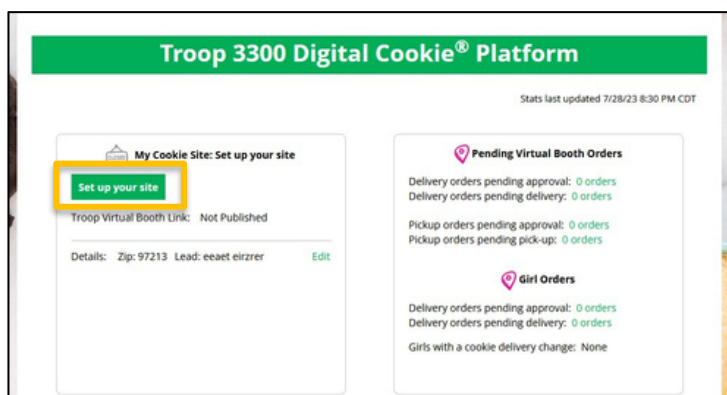 Troop 3300 Digital Cookie® Platform
Stats last updated 7/28/23 8:30 PM CDT
My Cookie Site: Set up your site
Set up your site
Troop Virtual Booth Link: Not Published
Details: Zip: 97213 Lead: eeaet eirzrer Edit
Pending Virtual Booth Orders
Delivery orders pending approval: 0 orders
Delivery orders pending delivery: 0 orders
Pickup orders pending approval: 0 orders
Pickup orders pending pick-up: 0 orders
Girl Orders
Delivery orders pending approval: 0 orders
Delivery orders pending delivery: 0 orders
Girls with a cookie delivery change: None